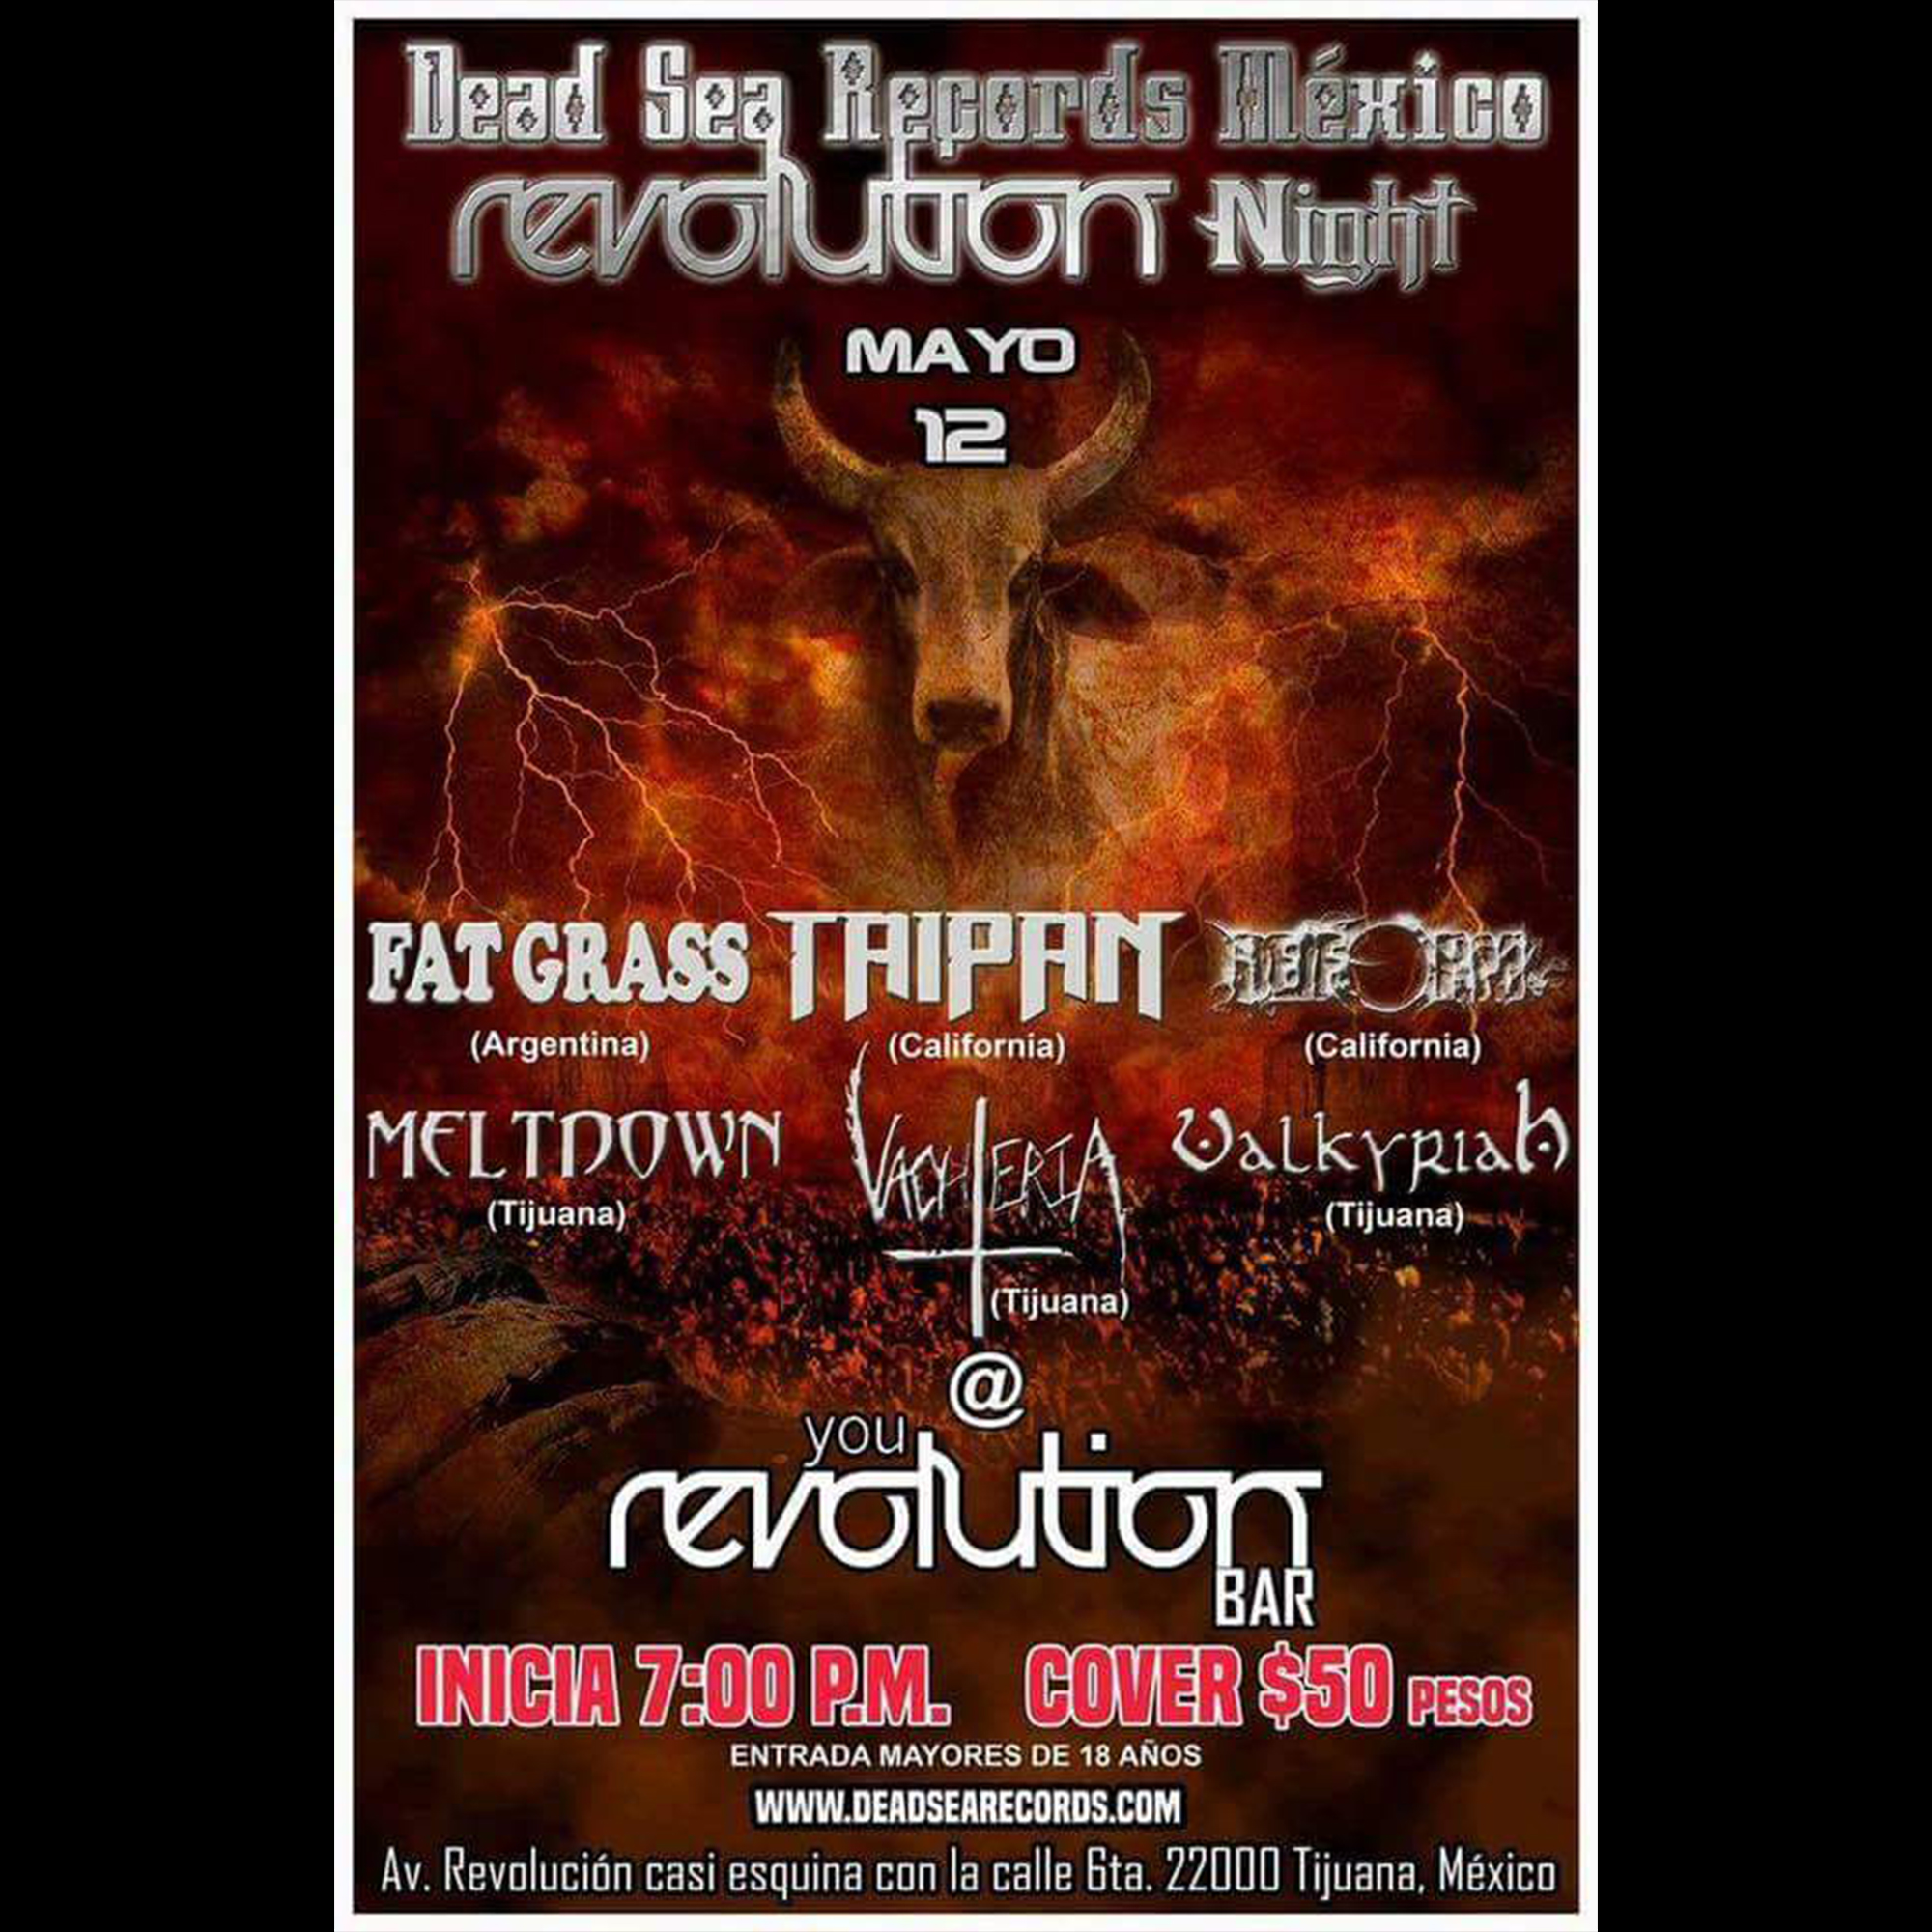 Dead Sea Records México
revolution Night
MAYO
12
FAT GRASS TAIPAN
(Argentina) (California) (California)
MELTDOWN VACHTERIA Valkyriah
(Tijuana) (Tijuana)
(Tijuana)
@
you
revolution
BAR
INICIA 7:00 P.M. COVER $50 PESOS
ENTRADA MAYORES DE 18 AÑOS
WWW.DEADSEARECORDS.COM
Av. Revolución casi esquina con la calle 6ta. 22000 Tijuana, México